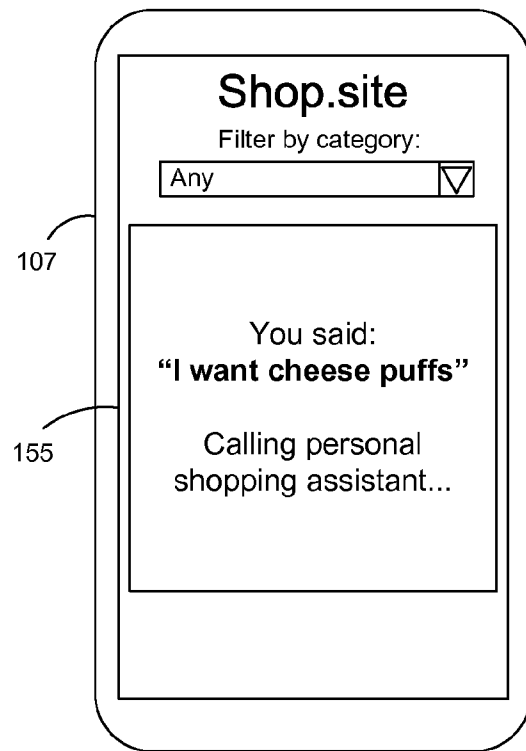 Shop.site
Filter by category:
Any
107
You said:
“I want cheese puffs”
155
Calling personal
shopping assistant...